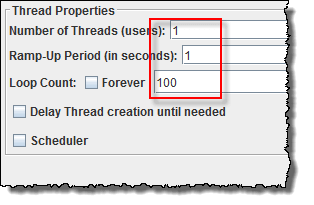 Thread Properties
Number of Threads (users): 1
Ramp-Up Period (in seconds): 1
Loop Count: Forever 100
Delay Thread creation until needed
Scheduler